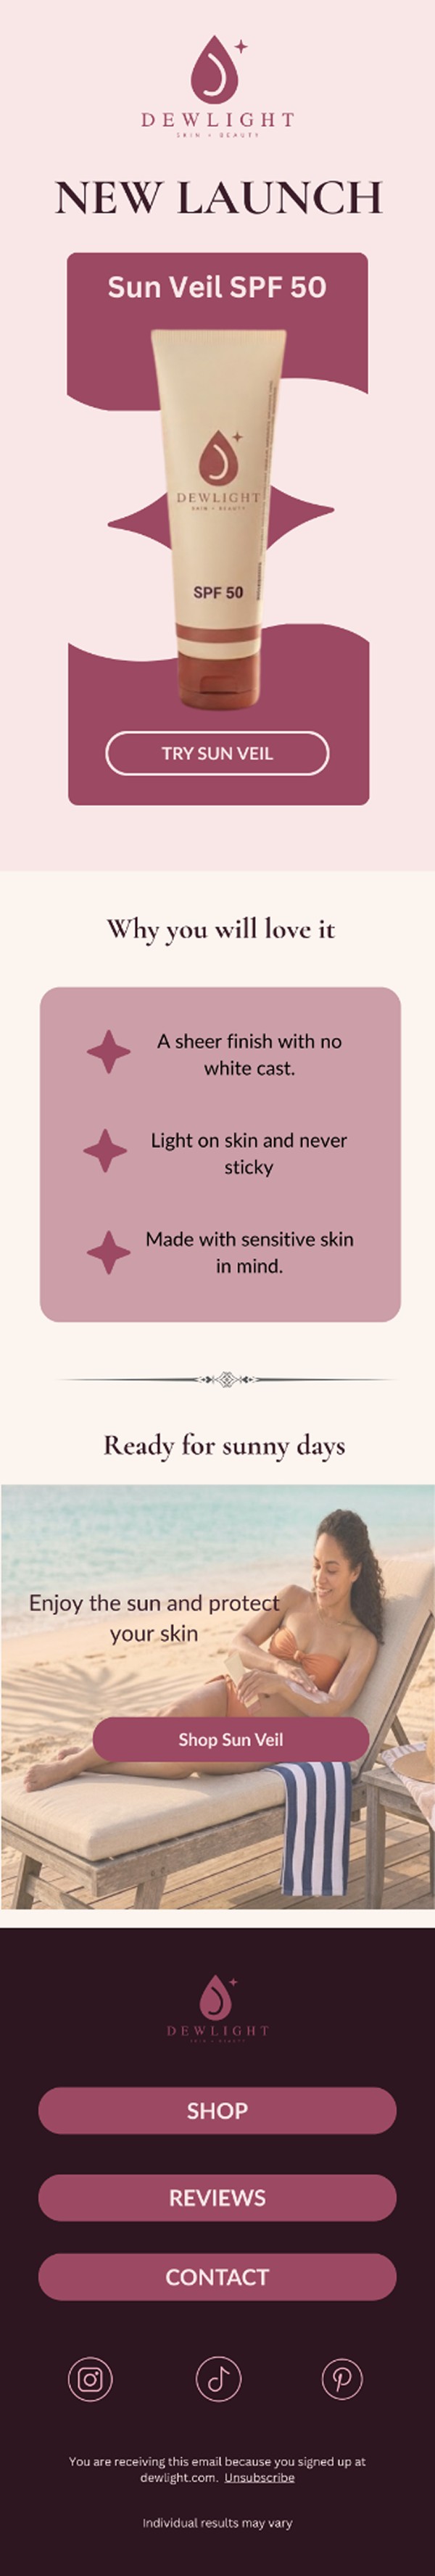 DEWLIGHT
SKIN + BEAUTY
NEW LAUNCH
Sun Veil SPF 50
DEWLIGHT
SKIN + BEAUTY
SPF 50
TRY SUN VEIL
Why you will love it
A sheer finish with no
white cast.
Light on skin and never
sticky
Made with sensitive skin
in mind.
Ready for sunny days
Enjoy the sun and protect
your skin
Shop Sun Veil
DEWLIGHT
SHOP
REVIEWS
CONTACT
You are receiving this email because you signed up at
dewlight.com. Unsubscribe
Individual results may vary